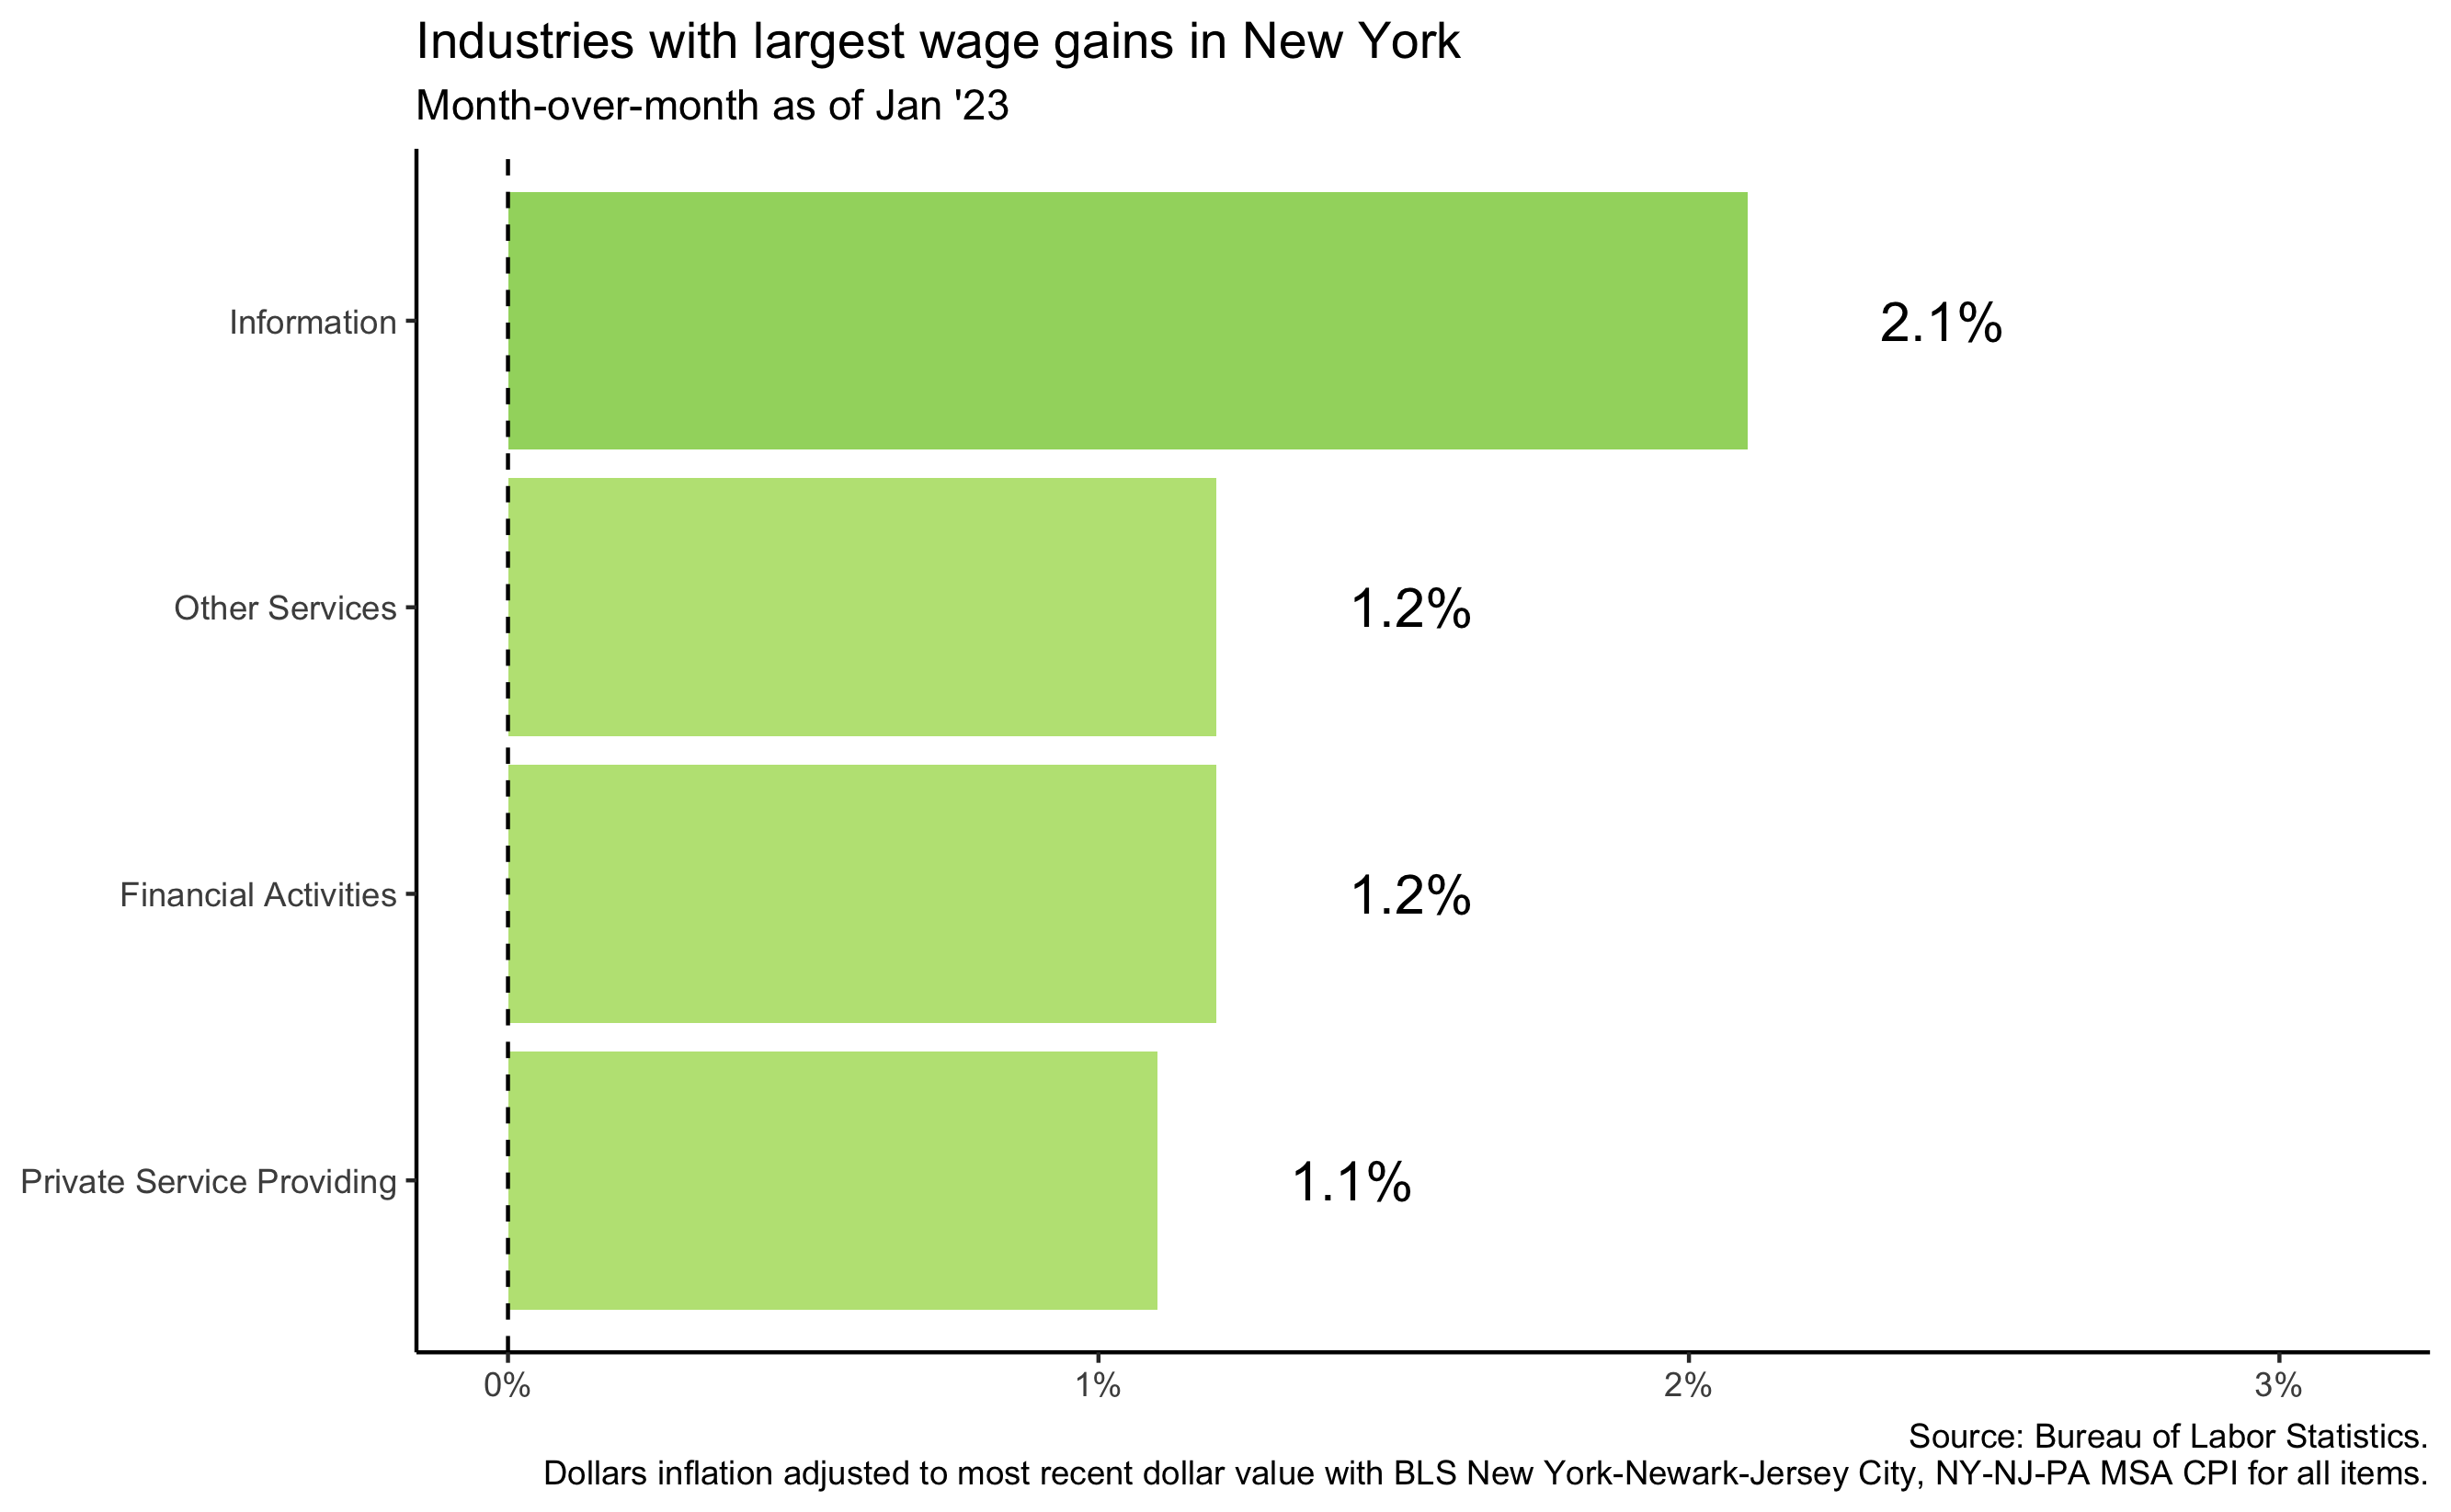 Industries with largest wage gains in New York
Month-over-month as of Jan '23
Information
2.1%
Other Services
1.2%
Financial Activities
1.2%
Private Service Providing
1.1%
0%
1%
2%
3%
Source: Bureau of Labor Statistics.
Dollars inflation adjusted to most recent dollar value with BLS New York-Newark-Jersey City, NY-NJ-PA MSA CPI for all items.